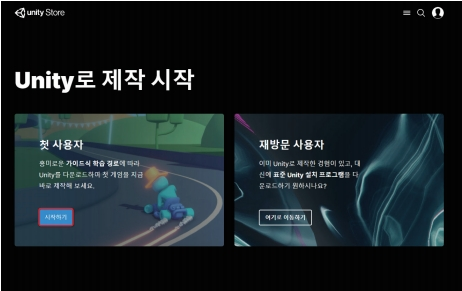 unity Store
Unity로 제작 시작
첫 사용자
흥미로운 가이드식 학습 경로에 따라
Unity를 다운로드하며 첫 게임을 지금
바로 제작해 보세요.
시작하기
재방문 사용자
이미 Unity로 제작한 경험이 있고, 대
신에 표준 Unity 설치 프로그램을 다
운로드하기 원하시나요?
여기로 이동하기